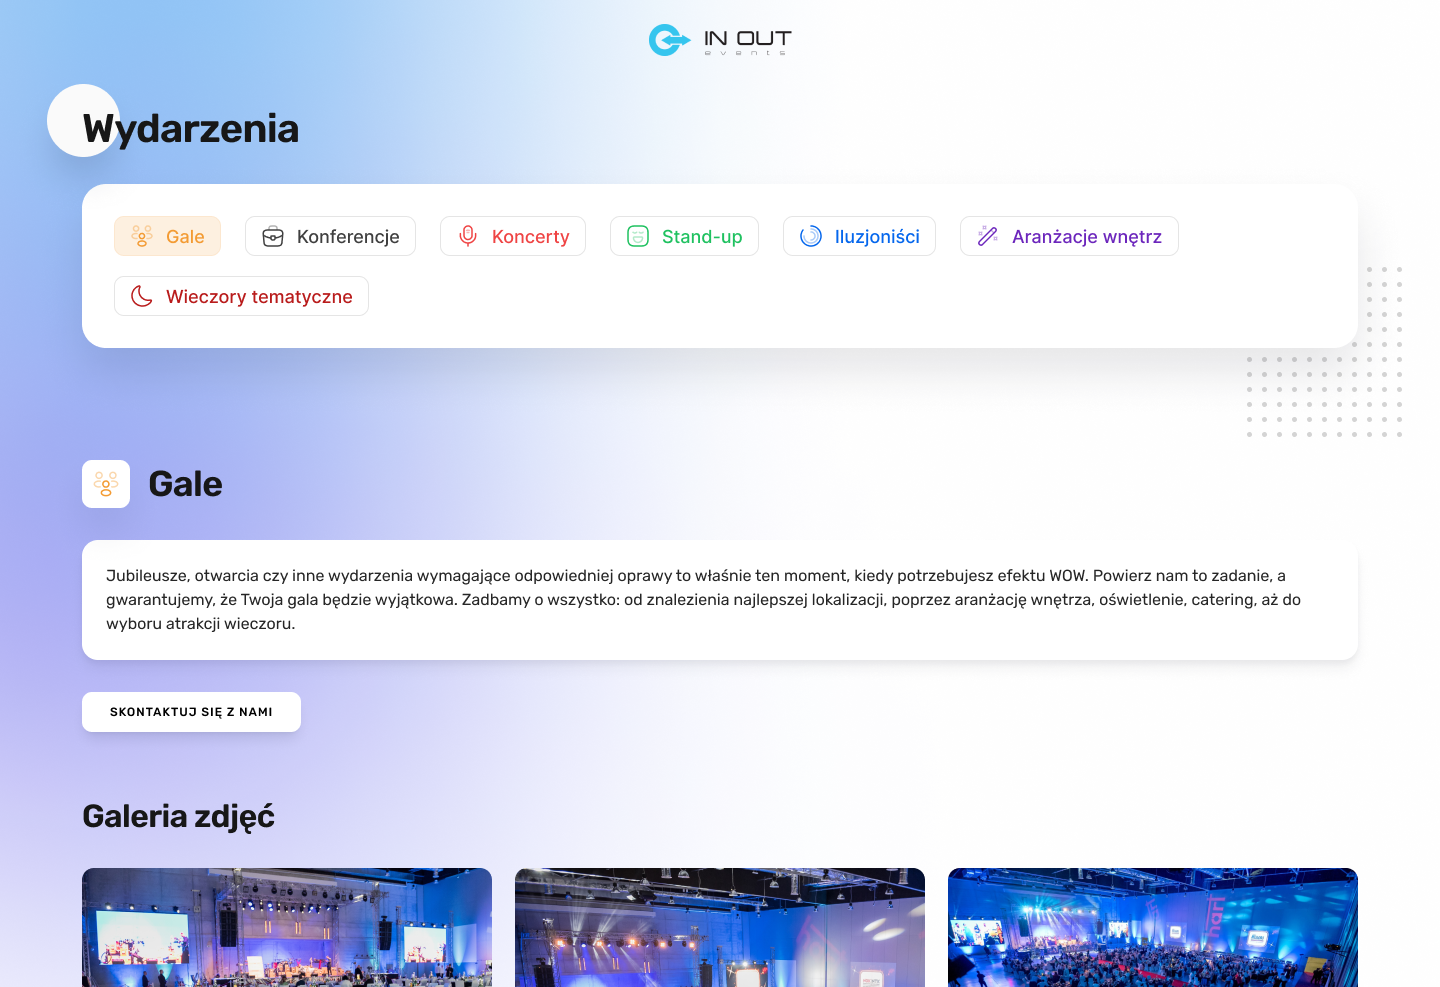 IN OUT
events
Wydarzenia
Gale
Konferencje
Koncerty
Stand-up
Iluzjoniści
Aranżacje wnętrz
Wieczory tematyczne
Gale
Jubileusze, otwarcia czy inne wydarzenia wymagające odpowiedniej oprawy to właśnie ten moment, kiedy potrzebujesz efektu WOW. Powierz nam to zadanie, a
gwarantujemy, że Twoja gala będzie wyjątkowa. Zadbamy o wszystko: od znalezienia najlepszej lokalizacji, poprzez aranżację wnętrza, oświetlenie, catering, aż do
wyboru atrakcji wieczoru.
SKONTAKTUJ SIĘ Z NAMI
Galeria zdjęć